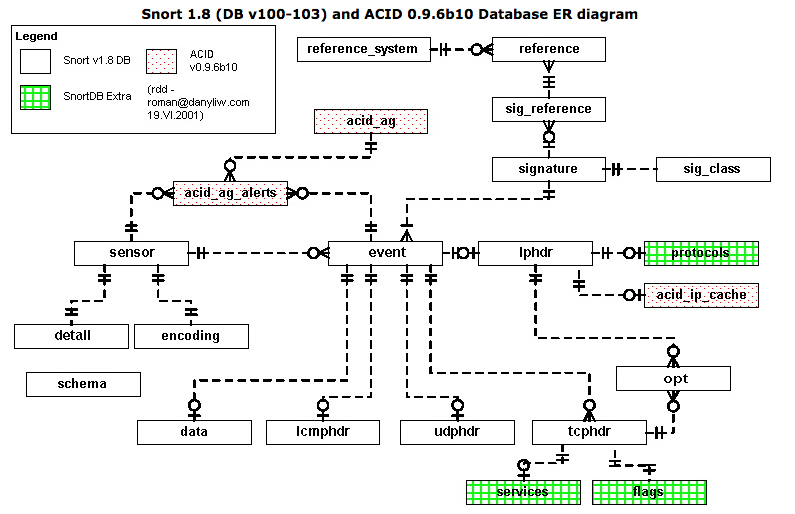 Snort 1.8 (DB v100-103) and ACID 0.9.6b10 Database ER diagram
Legend
Snort v1.8 DB
ACID
v0.9.6b10
SnortDB Extra
(rdd -
roman@danyliw.com
19.VI.2001)
reference_system
reference
sig_reference
acid_ag
signature
sig_class
acid_ag_alerts
sensor
event
iphdr
protocols
acid_ip_cache
detail
encoding
schema
opt
data
icmphdr
udphdr
tcphdr
services
flags